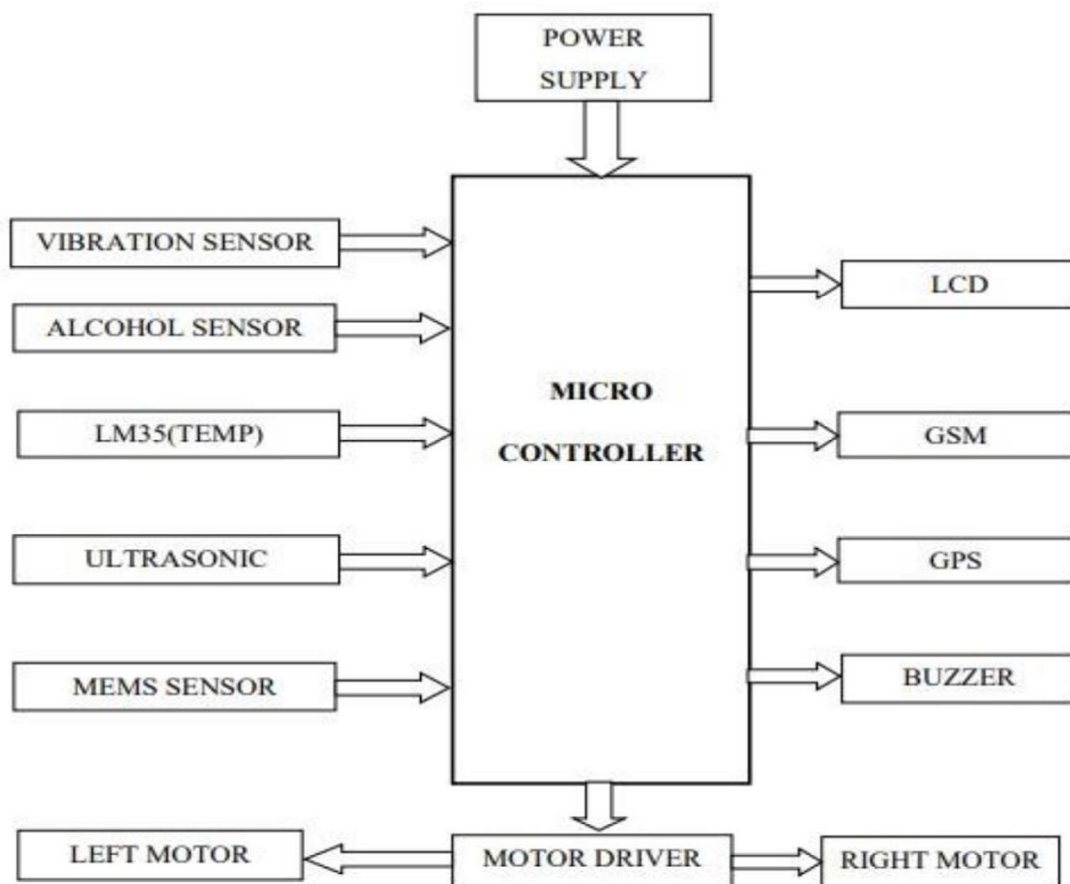 POWER
SUPPLY
VIBRATION SENSOR
LCD
ALCOHOL SENSOR
MICRO
CONTROLLER
LM35(TEMP)
GSM
ULTRASONIC
GPS
MEMS SENSOR
BUZZER
LEFT MOTOR
MOTOR DRIVER
RIGHT MOTOR